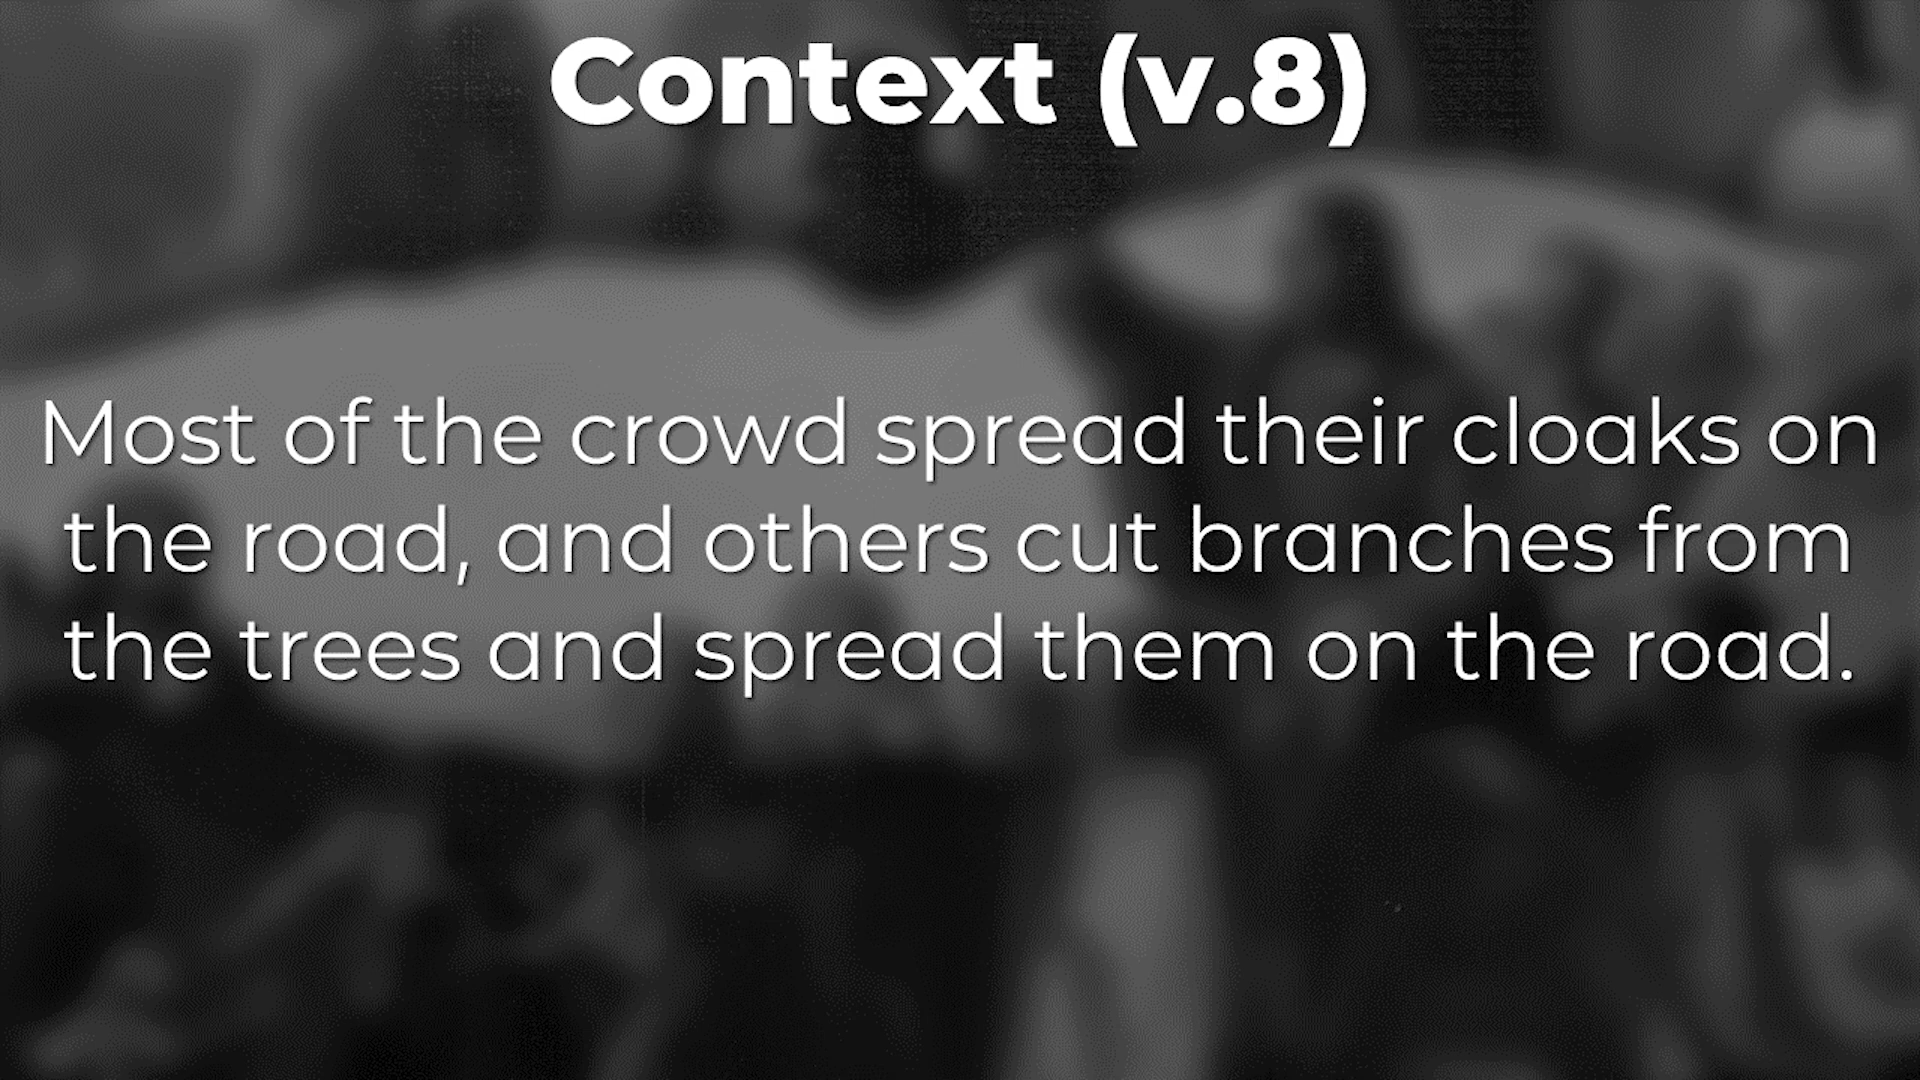 Context (v.8)
Most of the crowd spread their cloaks on
the road, and others cut branches from
the trees and spread them on the road.